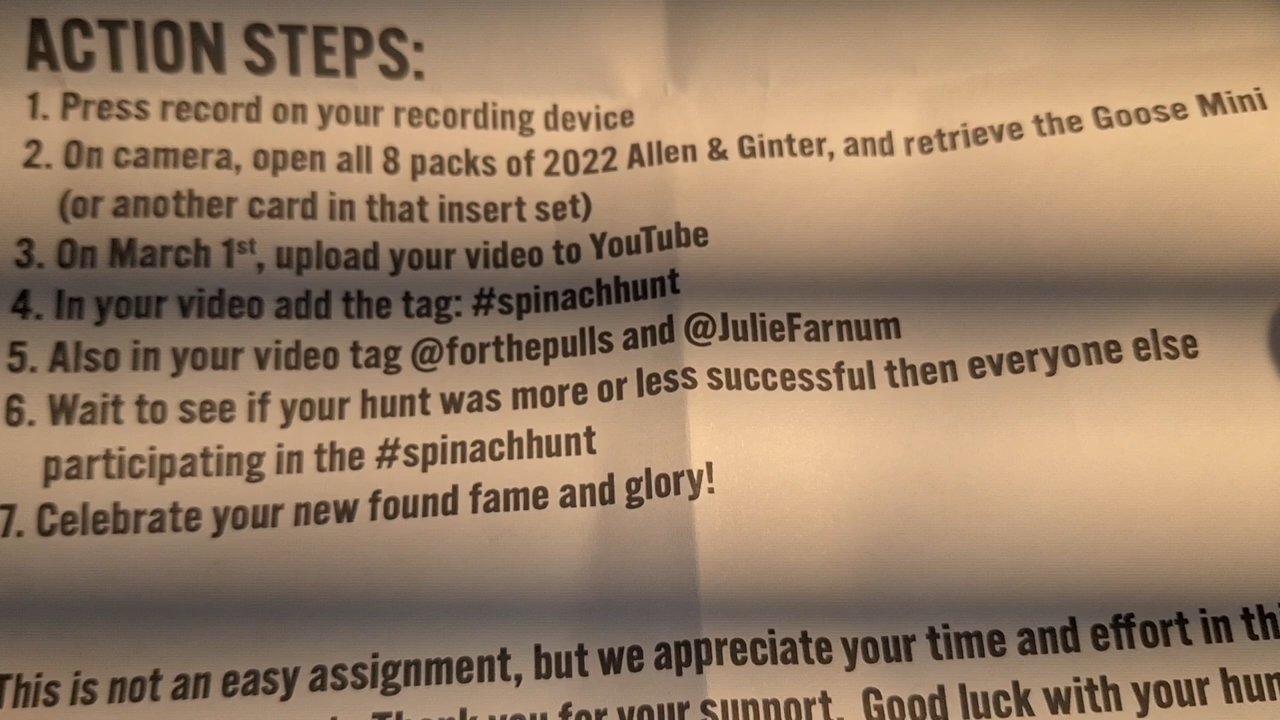 ACTION STEPS:
1. Press record on your recording device
2. On camera, open all 8 packs of 2022 Allen & Ginter, and retrieve the Goose Mini
(or another card in that insert set)
3. On March 1st, upload your video to YouTube
4. In your video add the tag: #spinachhunt
5. Also in your video tag @forthepulls and @JulieFarnum
6. Wait to see if your hunt was more or less successful then everyone else
participating in the #spinachhunt
7. Celebrate your new found fame and glory!
This is not an easy assignment, but we appreciate your time and effort in
Thank you for your support. Good luck with your